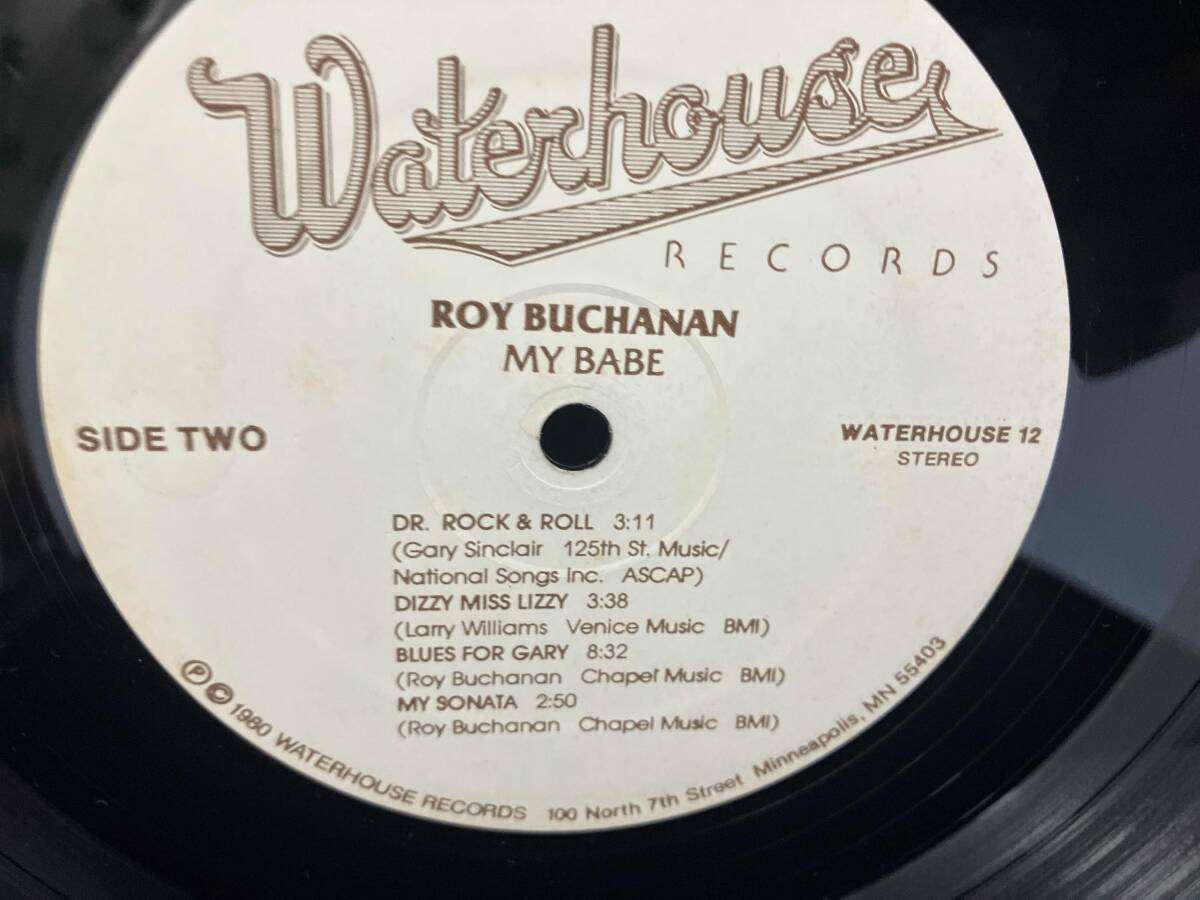 Waterhouse
RECORDS
ROY BUCHANAN
MY BABE
SIDE TWO
WATERHOUSE 12
STEREO
DR. ROCK & ROLL 3:11
(Gary Sinclair 125th St. Music/
National Songs Inc. ASCAP)
DIZZY MISS LIZZY 3:38
(Larry Williams Venice Music BMI)
BLUES FOR GARY 8:32
(Roy Buchanan Chapel Music BMI)
MY SONATA 2:50
(Roy Buchanan Chapel Music BMI)
℗ © 1980 WATERHOUSE RECORDS 100 North 7th Street Minneapolis, MN 55403